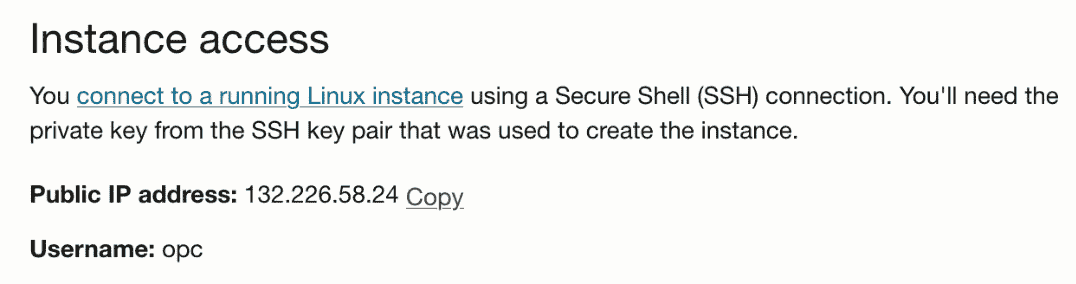 Instance access
You connect to a running Linux instance using a Secure Shell (SSH) connection. You'll need the
private key from the SSH key pair that was used to create the instance.
Public IP address: 132.226.58.24 Copy
Username: opc